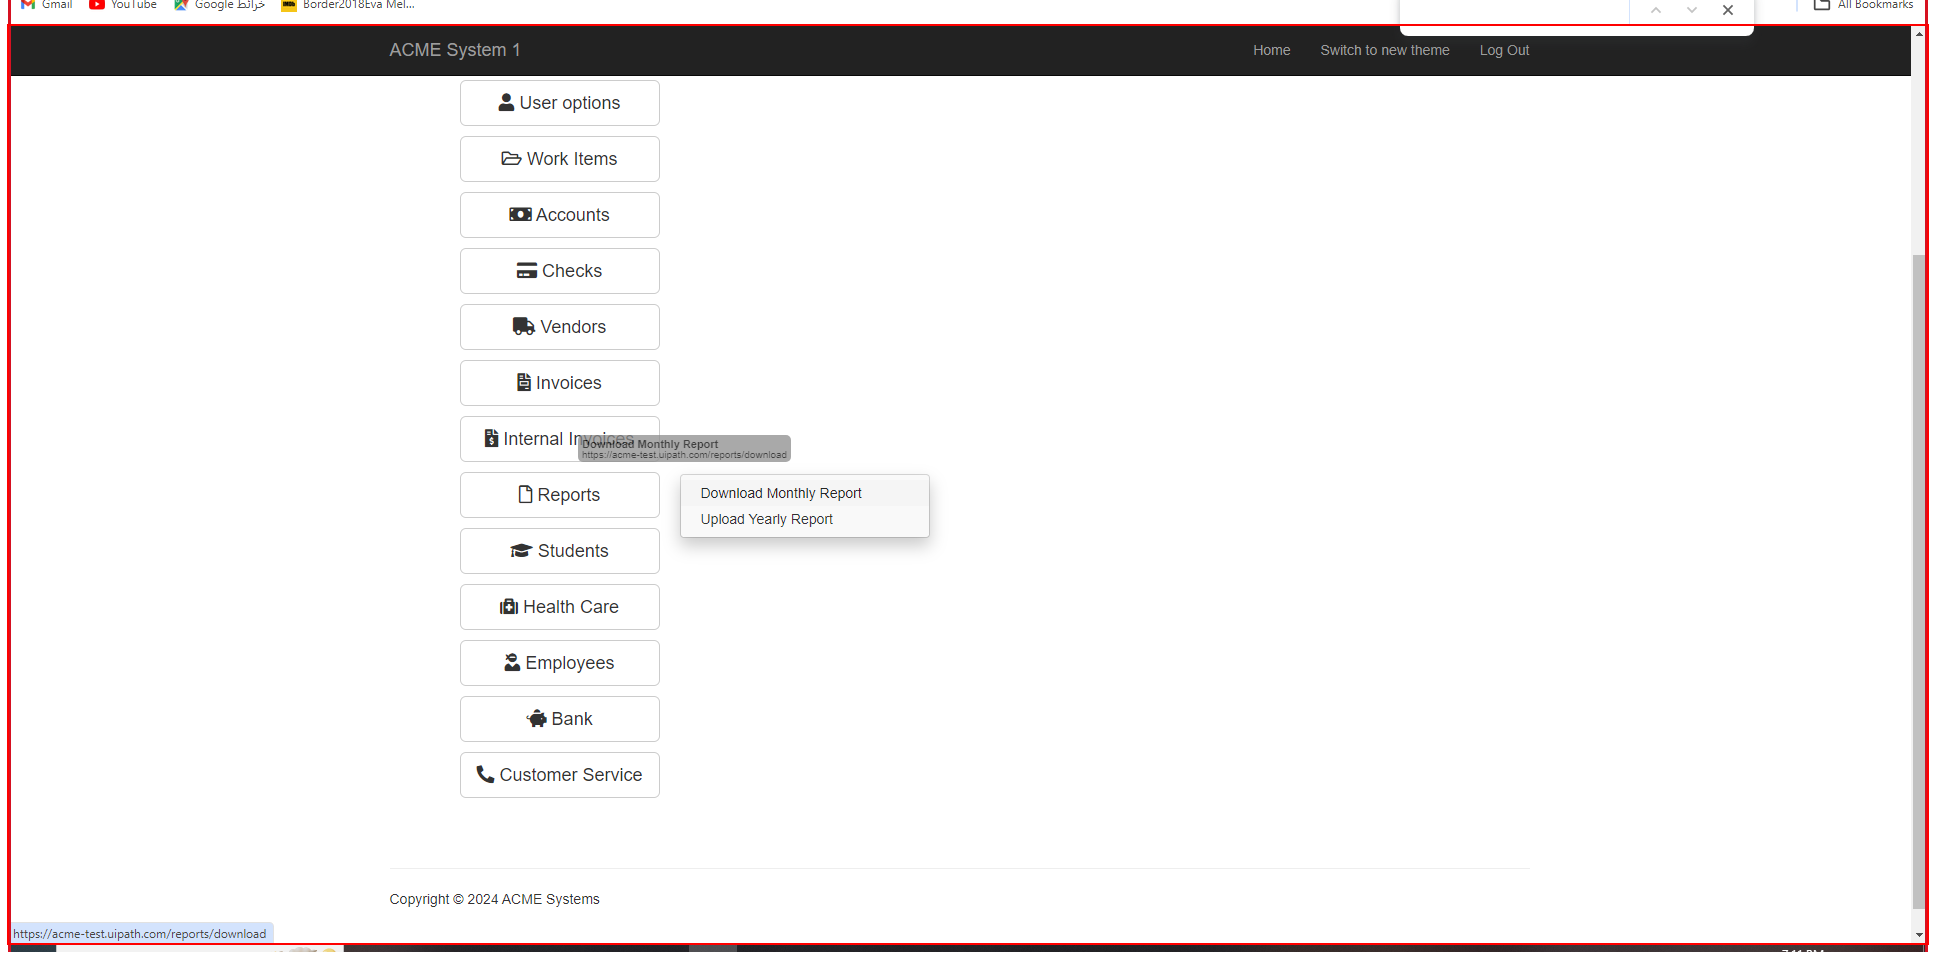 Gmail YouTube Google خرائط Border2018Eva Mel... All Bookmarks
ACME System 1 Home Switch to new theme Log Out
User options
Work Items
Accounts
Checks
Vendors
Invoices
Internal Invoices
Download Monthly Report
https://acme-test.uipath.com/reports/download
Reports
Download Monthly Report
Upload Yearly Report
Students
Health Care
Employees
Bank
Customer Service
Copyright © 2024 ACME Systems
https://acme-test.uipath.com/reports/download